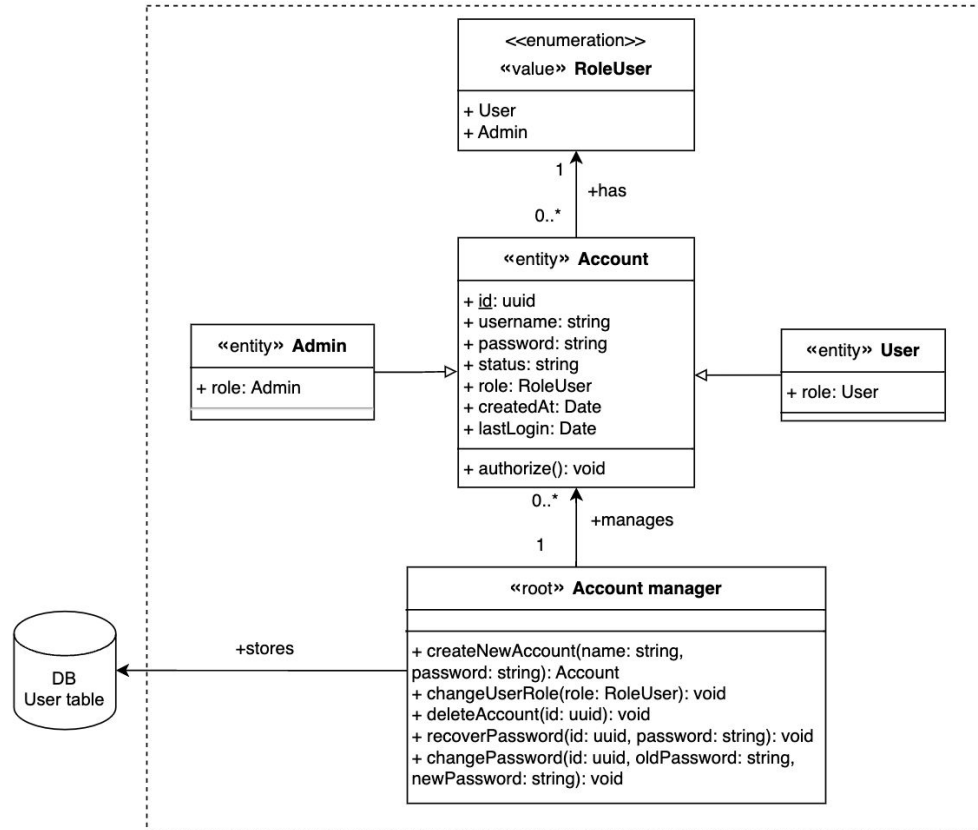 <<enumeration>>
«value» RoleUser
+ User
+ Admin
1
+has
0..*
«entity» Account
+ id: uuid
+ username: string
+ password: string
+ status: string
+ role: RoleUser
+ createdAt: Date
+ lastLogin: Date
+ authorize(): void
«entity» Admin
+ role: Admin
«entity» User
+ role: User
0..*
+manages
1
«root» Account manager
+ createNewAccount(name: string,
password: string): Account
+ changeUserRole(role: RoleUser): void
+ deleteAccount(id: uuid): void
+ recoverPassword(id: uuid, password: string): void
+ changePassword(id: uuid, oldPassword: string,
newPassword: string): void
+stores
DB
User table